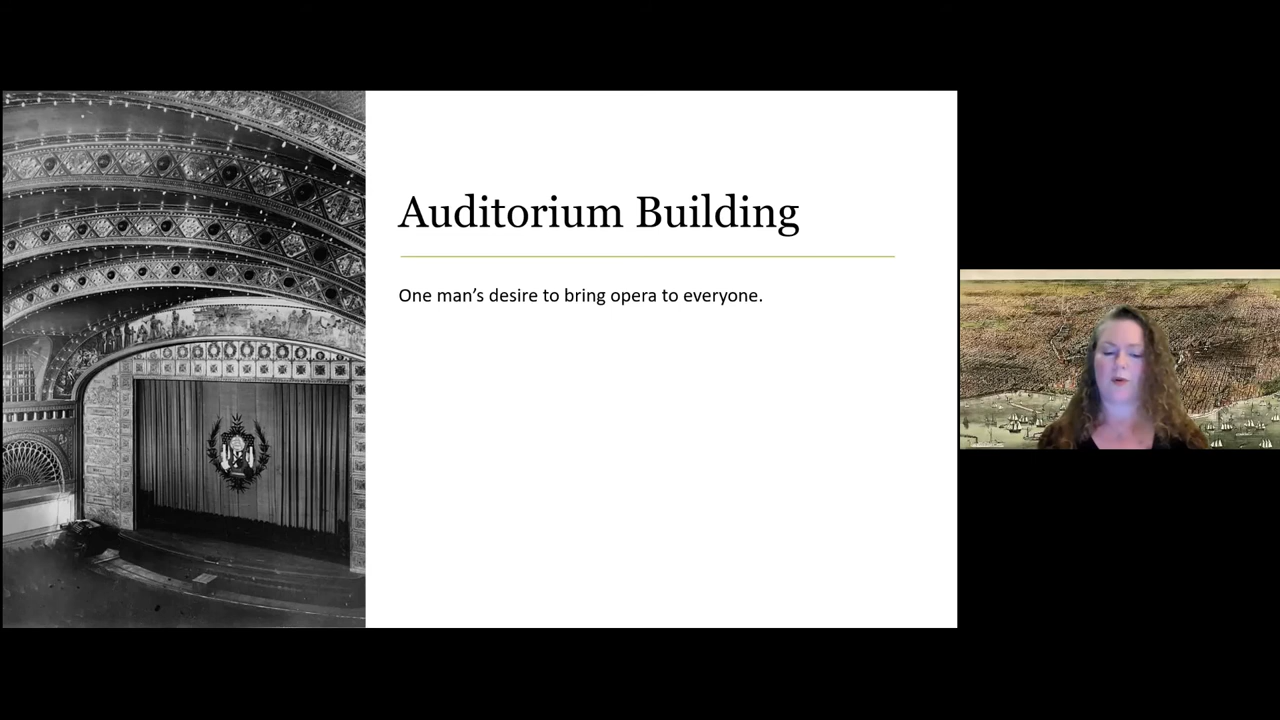 Auditorium Building
One man’s desire to bring opera to everyone.